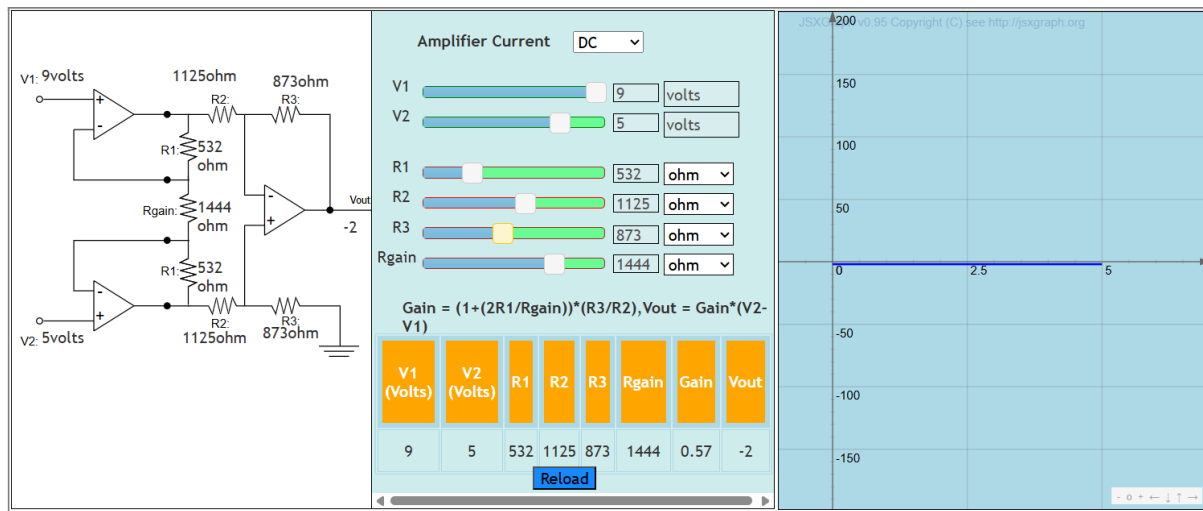 V1: 9volts
1125ohm
873ohm
R2:
R3:
+
-
R1: 532
ohm
Rgain: 1444
ohm
-
+
Vout
-2
R1: 532
ohm
-
+
V2: 5volts
R2:
1125ohm
R3:
873ohm
Amplifier Current DC
V1 9 volts
V2 5 volts
R1 532 ohm
R2 1125 ohm
R3 873 ohm
Rgain 1444 ohm
Gain = (1+(2R1/Rgain))*(R3/R2),Vout = Gain*(V2-
V1)
V1 (Volts) V2 (Volts) R1 R2 R3 Rgain Gain Vout
9 5 532 1125 873 1444 0.57 -2
Reload
v0.95 Copyright (C) see http://jsxgraph.org
200
150
100
50
0 2.5 5
-50
-100
-150
- o + ← ↓ ↑ →